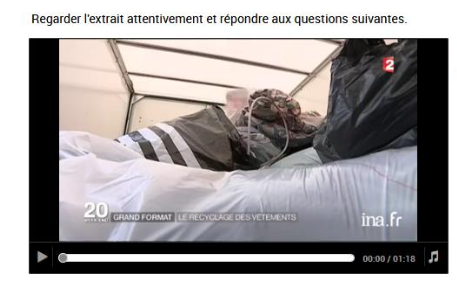 Regarder l'extrait attentivement et répondre aux questions suivantes.
2
20
GRAND FORMAT LE RECYCLAGE DES VÊTEMENTS
ina.fr
00:00 / 01:18